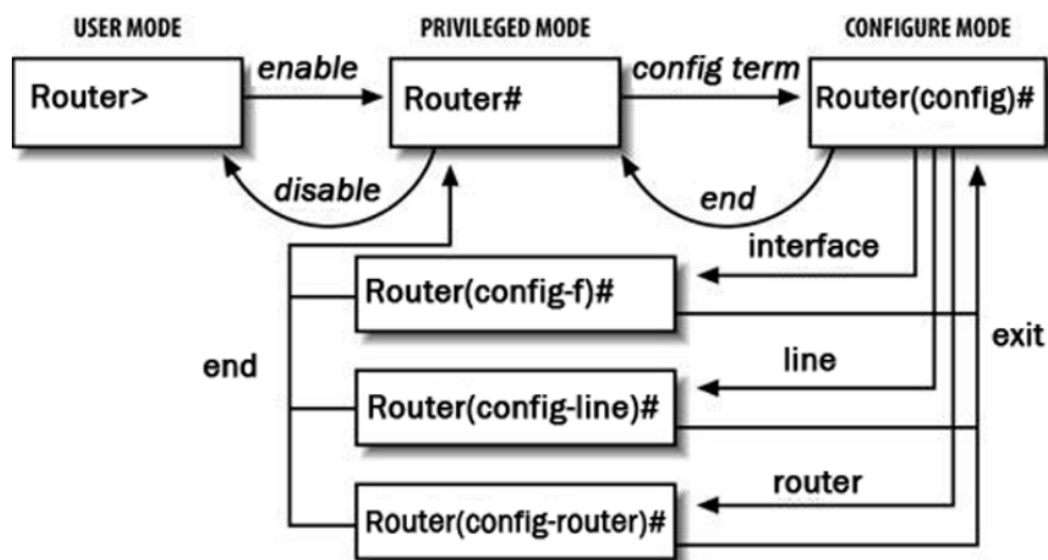 USER MODE
PRIVILEGED MODE
CONFIGURE MODE
enable
config term
Router>
Router#
Router(config)#
disable
end
interface
Router(config-f)#
exit
end
line
Router(config-line)#
router
Router(config-router)#